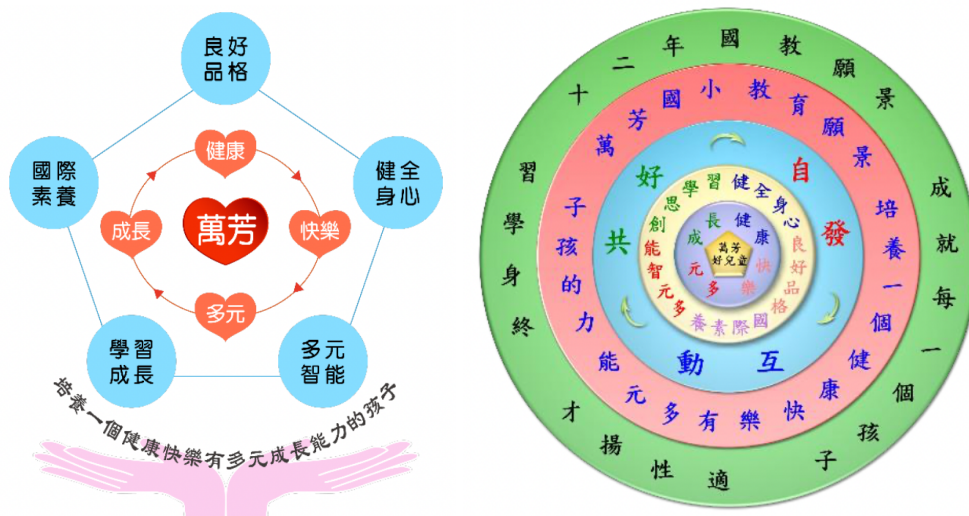 良好
品格
國際
素養
健全
身心
健康
成長
萬芳
快樂
多元
學習
成長
多元
智能
培養一個健康快樂有多元成長能力的孩子
十二年國教願景
成就每一個孩子
適性揚才
終身學習
萬芳國小教育願景
培養一個健康快樂有多元能力的孩子
自發
互動
共好
健全身心
良好品格
國際素養
多元智能
創思學習
健康
快樂
多元
成長
萬芳
好兒童